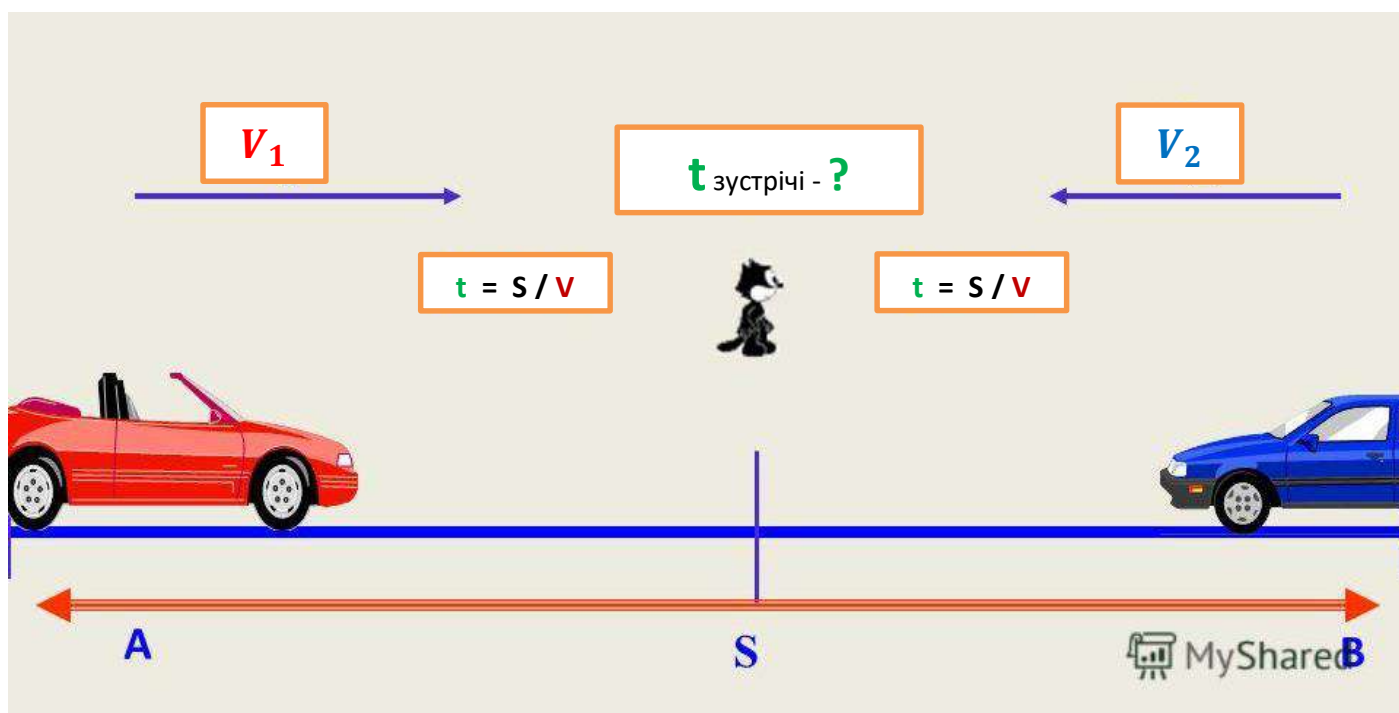 V₁
V₂
t зустрічі - ?
t = S / V
t = S / V
A
S
B
MyShared